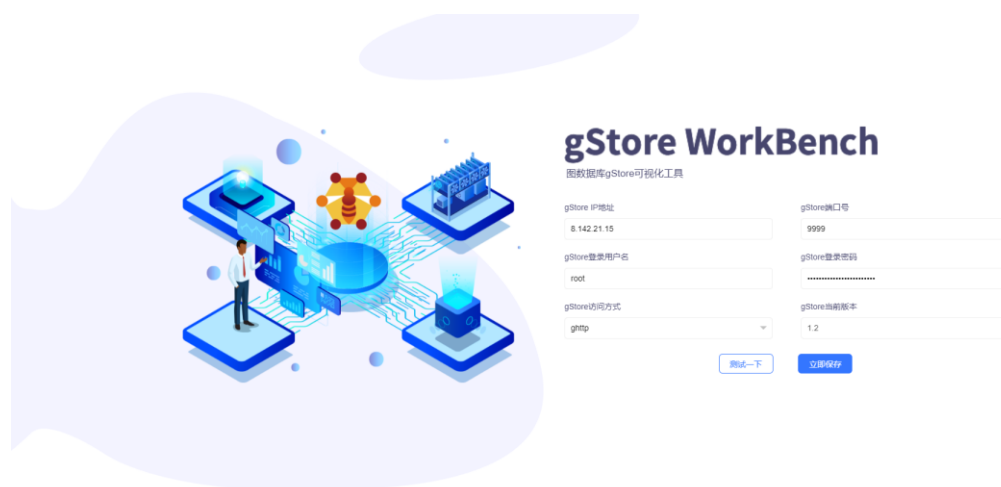 gStore WorkBench
图数据库gStore可视化工具
gStore IP地址
gStore端口号
8.142.21.15
9999
gStore登录用户名
gStore登录密码
root
••••••••••••••••••••••••
gStore访问方式
gStore当前版本
ghttp
1.2
测试一下
立即保存